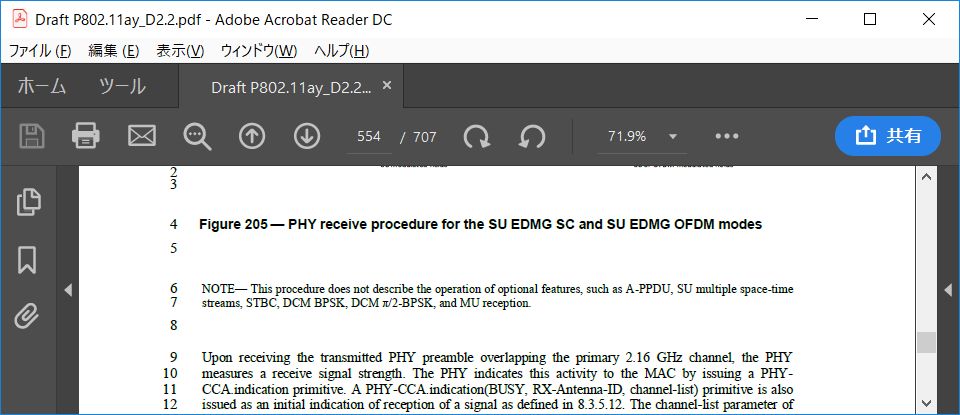 Draft P802.11ay_D2.2.pdf - Adobe Acrobat Reader DC
ファイル (F) 編集 (E) 表示(V) ウィンドウ(W) ヘルプ(H)
ホーム ツール Draft P802.11ay_D2.2... ×
554 / 707 71.9% 共有
2
3
4 Figure 205 — PHY receive procedure for the SU EDMG SC and SU EDMG OFDM modes
5
6 NOTE— This procedure does not describe the operation of optional features, such as A-PPDU, SU multiple space-time
7 streams, STBC, DCM BPSK, DCM π/2-BPSK, and MU reception.
8
9 Upon receiving the transmitted PHY preamble overlapping the primary 2.16 GHz channel, the PHY
10 measures a receive signal strength. The PHY indicates this activity to the MAC by issuing a PHY-
11 CCA.indication primitive. A PHY-CCA.indication(BUSY, RX-Antenna-ID, channel-list) primitive is also
12 issued as an initial indication of reception of a signal as defined in 8.3.5.12. The channel-list parameter of